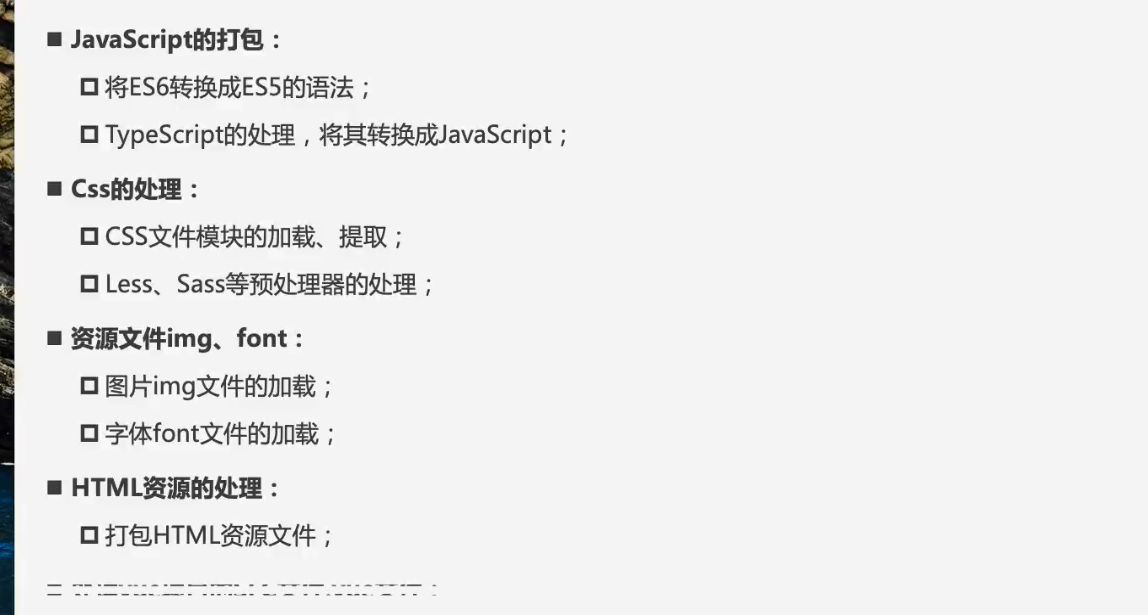 JavaScript的打包：
将ES6转换成ES5的语法；
TypeScript的处理，将其转换成JavaScript；
Css的处理：
CSS文件模块的加载、提取；
Less、Sass等预处理器的处理；
资源文件img、font：
图片img文件的加载；
字体font文件的加载；
HTML资源的处理：
打包HTML资源文件；